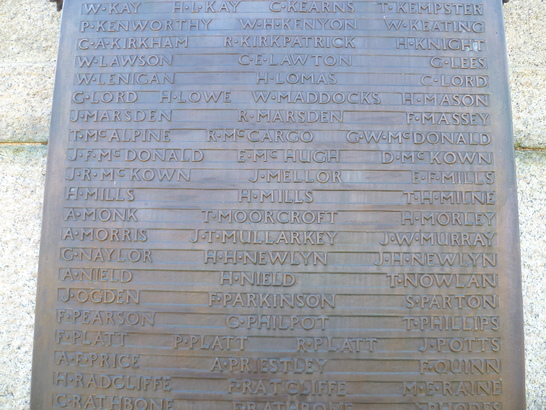 W·KAY H·L·KAY C·KEARNS T·KEMPSTER
P·KENWORTHY W·H·KENYON W·KEATING
C·A·KIRKHAM R·KIRKPATRICK H·KNIGHT
W·LAWSON C·E·LAWTON G·LEES
W·LENIGAN H·LOMAS C·LORD
G·LORD H·LOWE W·MADDOCKS H·MASON
J·MARSDEN R·MARSDEN F·MASSEY
T·McALPINE R·McCARGO G·W·McDONALD
J·F·McDONALD E·McHUGH D·McKOWN
J·R·McKOWN J·MELLOR E·F·MILLS
H·MILLS H·MILLS T·H·MILNE
A·MONK T·MOORCROFT H·MORLEY
A·MORRIS J·T·MULLARKEY J·W·MURRAY
G·NAYLOR H·H·NEWLYN J·H·NEWLYN
A·NIELD H·NIELD T·NOWLAN
J·OGDEN F·PARKINSON S·PARTON
F·PEARSON C·PHILPOT T·PHILLIPS
F·PLATT P·PLATT R·PLATT J·POTTS
A·E·PRICE A·PRIESTLEY F·QUINN
H·RADCLIFFE F·RATCLIFFE M·E·RAINE
C·RATHBONE